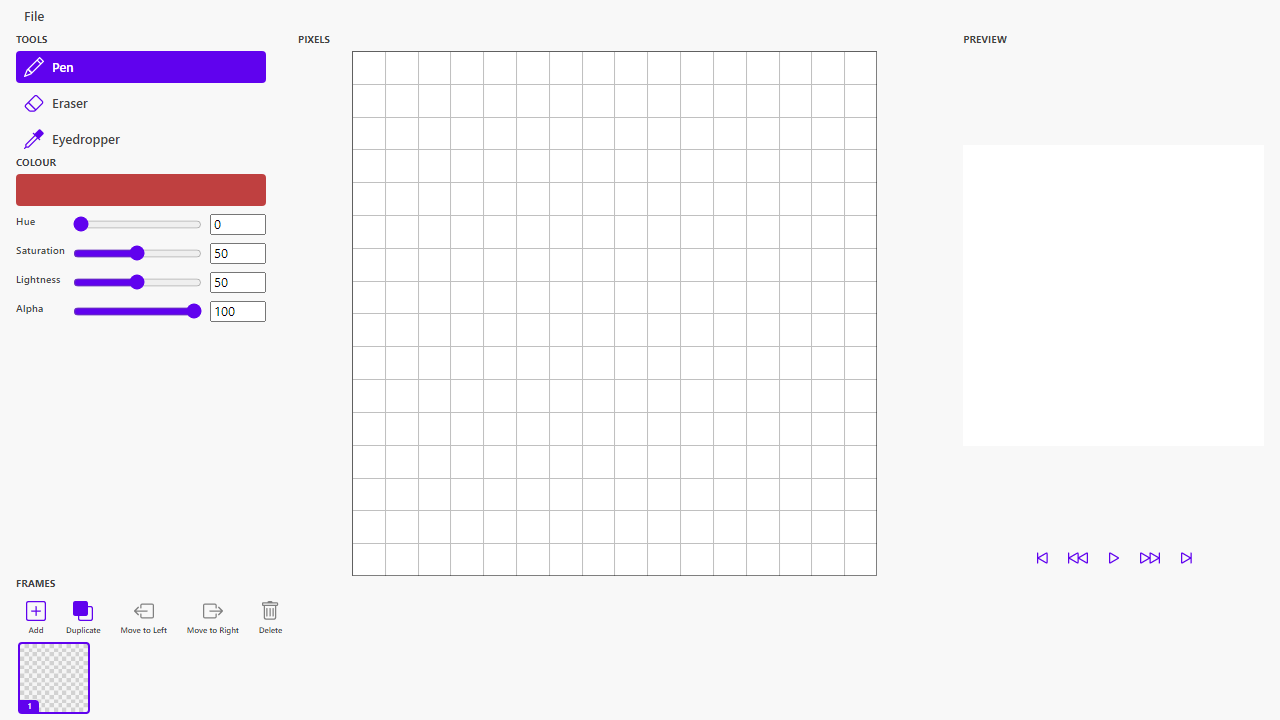 File
TOOLS
Pen
Eraser
Eyedropper
COLOUR
Hue 0
Saturation 50
Lightness 50
Alpha 100
PIXELS
PREVIEW
FRAMES
Add Duplicate Move to Left Move to Right Delete
1